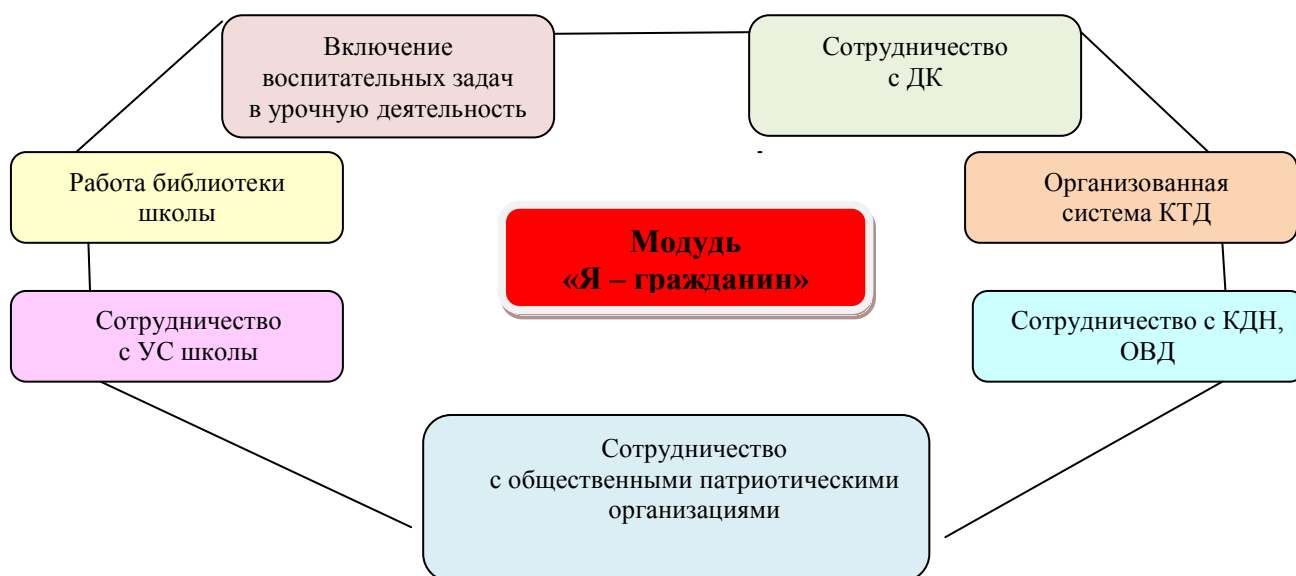 Включение
воспитательных задач
в урочную деятельность
Сотрудничество
с ДК
-
Работа библиотеки
школы
Организованная
система КТД
Модудь
«Я – гражданин»
Сотрудничество
с УС школы
Сотрудничество с КДН,
ОВД
Сотрудничество
с общественными патриотическими
организациями